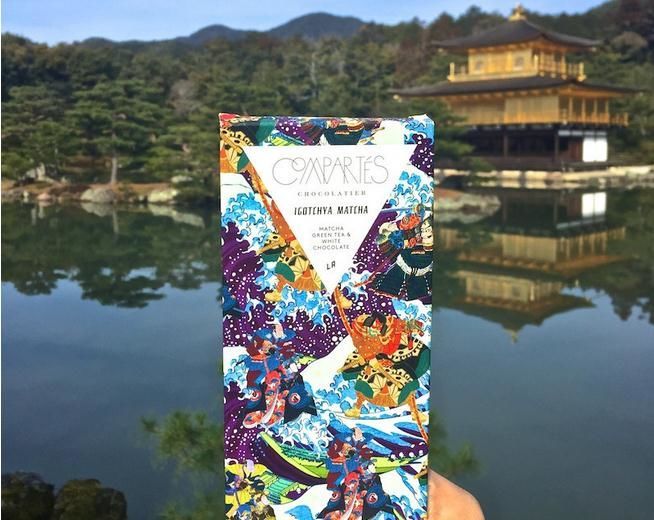 COMPARTÉS
CHOCOLATIER
IGOTCHYA MATCHA
MATCHA
GREEN TEA &
WHITE
CHOCOLATE
LA